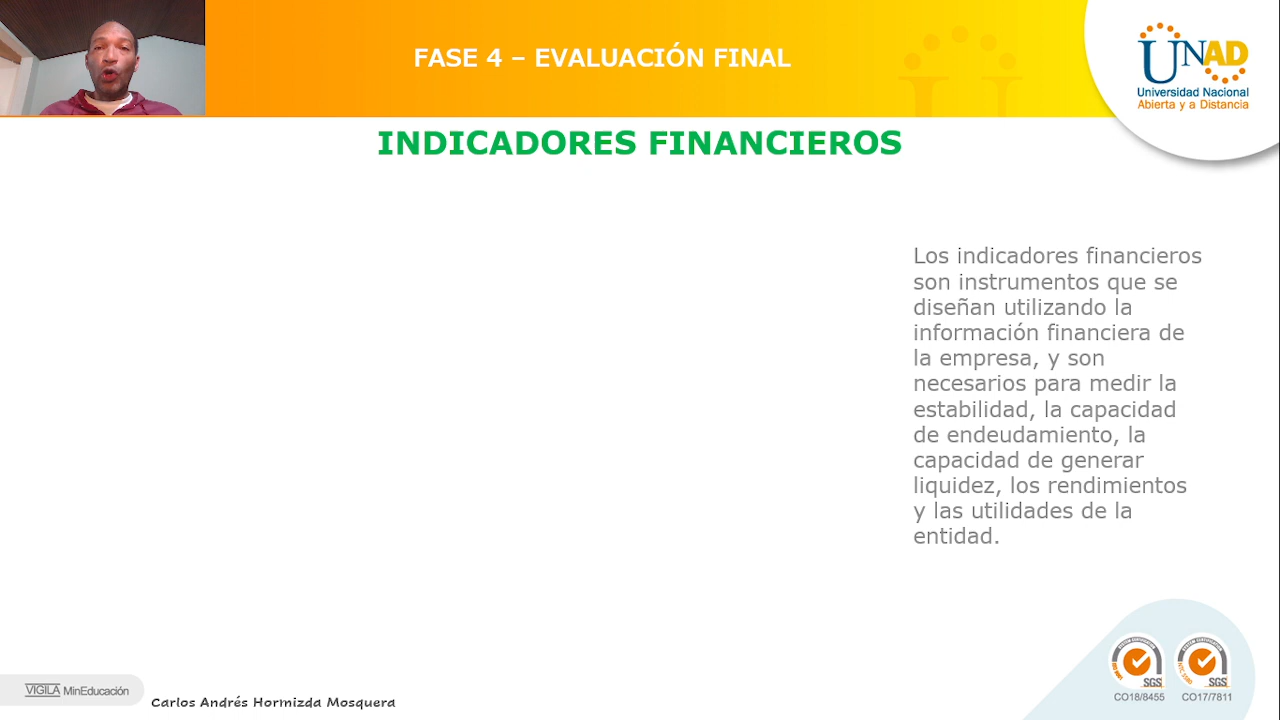 FASE 4 – EVALUACIÓN FINAL
UNAD
Universidad Nacional
Abierta y a Distancia
INDICADORES FINANCIEROS
Los indicadores financieros
son instrumentos que se
diseñan utilizando la
información financiera de
la empresa, y son
necesarios para medir la
estabilidad, la capacidad
de endeudamiento, la
capacidad de generar
liquidez, los rendimientos
y las utilidades de la
entidad.
SGS
SGS
CO18/8455
CO17/7811
VIGILA MinEducación
Carlos Andrés Hormizda Mosquera